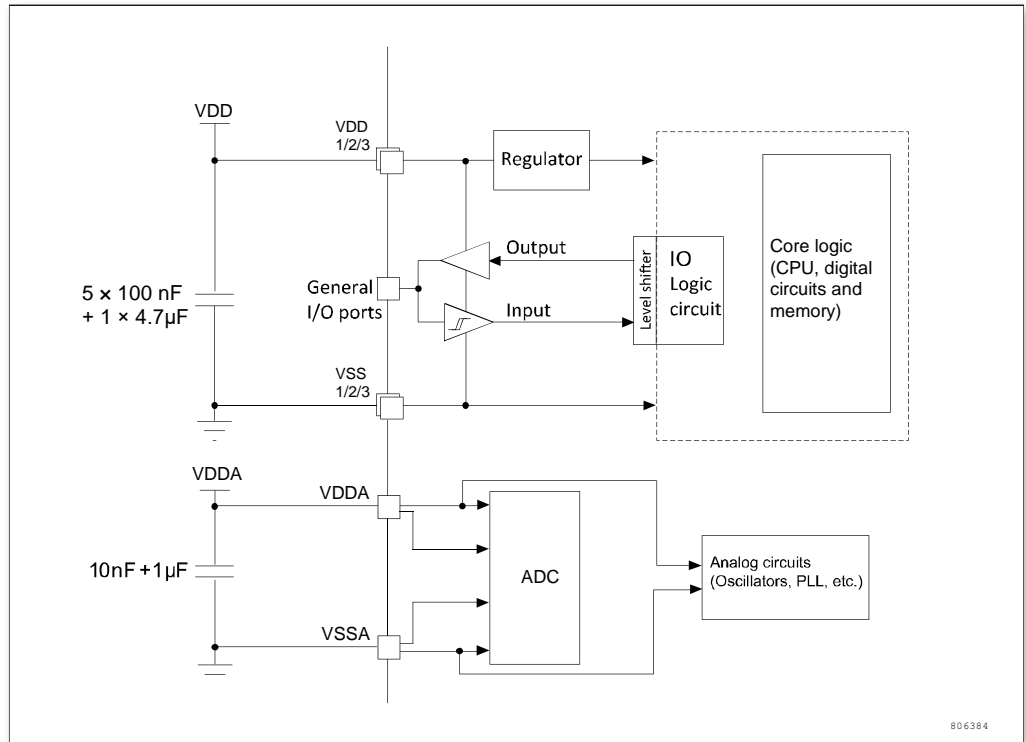 VDD
VDD
1/2/3
Regulator
Output
General
I/O ports
Input
Level shifter
IO
Logic
circuit
Core logic
(CPU, digital
circuits and
memory)
5 × 100 nF
+ 1 × 4.7µF
VSS
1/2/3
VDDA
VDDA
10nF +1µF
ADC
Analog circuits
(Oscillators, PLL, etc.)
VSSA
806384